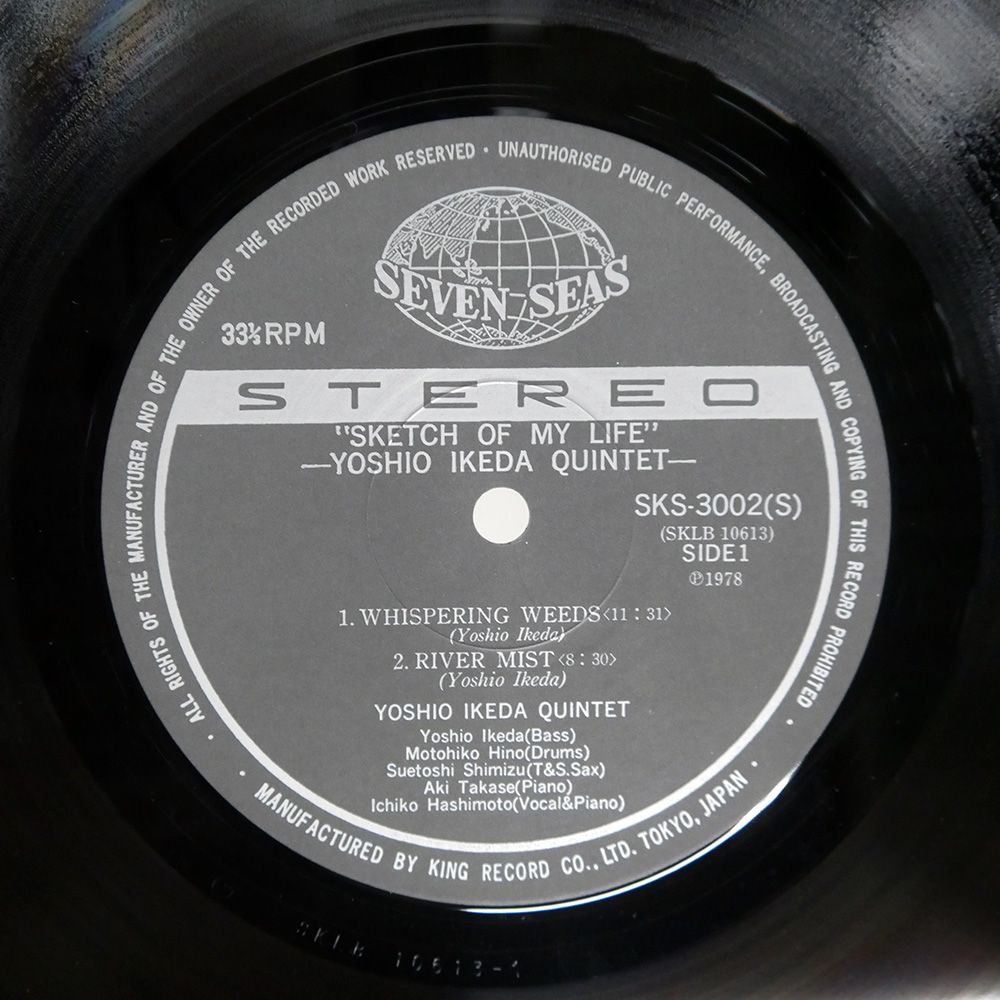 · ALL RIGHTS OF THE MANUFACTURER AND OF THE OWNER OF THE RECORDED WORK RESERVED · UNAUTHORISED PUBLIC PERFORMANCE, BROADCASTING AND COPYING OF THIS RECORD PROHIBITED ·
SEVEN SEAS
33⅓RPM
STEREO
"SKETCH OF MY LIFE"
—YOSHIO IKEDA QUINTET—
SKS-3002(S)
(SKLB 10613)
SIDE1
℗1978
1. WHISPERING WEEDS<11:31>
(Yoshio Ikeda)
2. RIVER MIST<8:30>
(Yoshio Ikeda)
YOSHIO IKEDA QUINTET
Yoshio Ikeda(Bass)
Motohiko Hino(Drums)
Suetoshi Shimizu(T&S.Sax)
Aki Takase(Piano)
Ichiko Hashimoto(Vocal&Piano)
· MANUFACTURED BY KING RECORD CO., LTD. TOKYO, JAPAN ·
SKLB 10613-1